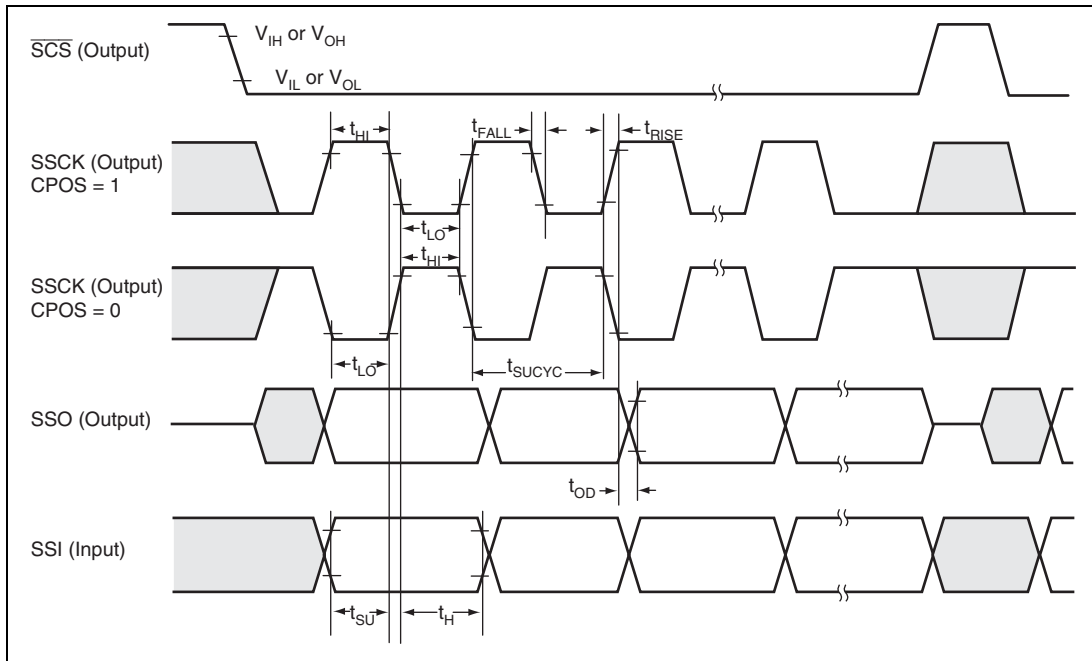 SCS (Output)
VIH or VOH
VIL or VOL
tHI
tFALL
tRISE
SSCK (Output)
CPOS = 1
tLO
tHI
SSCK (Output)
CPOS = 0
tLO
tSUCYC
SSO (Output)
tOD
SSI (Input)
tSU
tH